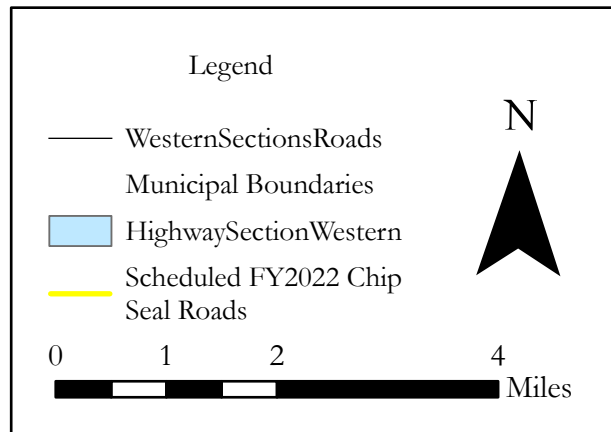 Legend
N
WesternSectionsRoads
Municipal Boundaries
HighwaySectionWestern
Scheduled FY2022 Chip
Seal Roads
0 1 2 4
Miles